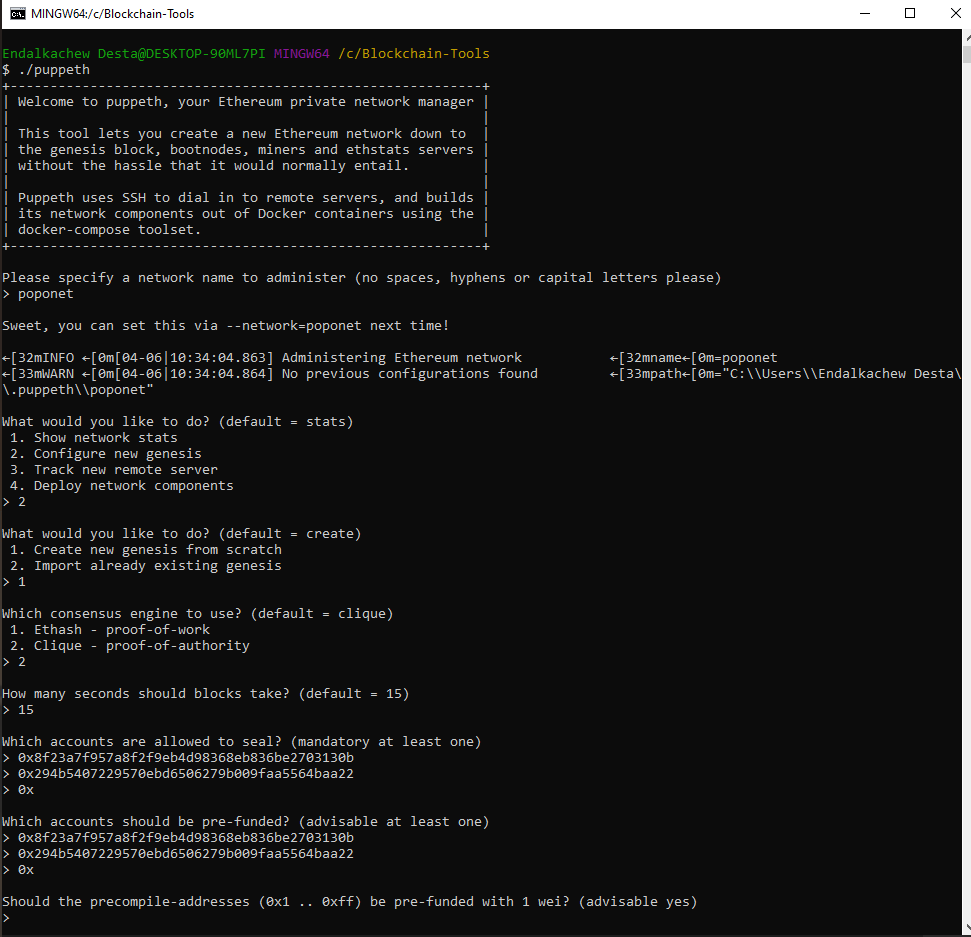 MINGW64:/c/Blockchain-Tools
Endalkachew Desta@DESKTOP-90ML7PI MINGW64 /c/Blockchain-Tools
$ ./puppeth
+-----------------------------------------------------------+
| Welcome to puppeth, your Ethereum private network manager |
|                                                           |
| This tool lets you create a new Ethereum network down to  |
| the genesis block, bootnodes, miners and ethstats servers |
| without the hassle that it would normally entail.         |
|                                                           |
| Puppeth uses SSH to dial in to remote servers, and builds |
| its network components out of Docker containers using the |
| docker-compose toolset.                                   |
+-----------------------------------------------------------+
Please specify a network name to administer (no spaces, hyphens or capital letters please)
> poponet
Sweet, you can set this via --network=poponet next time!
←[32mINFO ←[0m[04-06|10:34:04.863] Administering Ethereum network           ←[32mname←[0m=poponet
←[33mWARN ←[0m[04-06|10:34:04.864] No previous configurations found         ←[33mpath←[0m="C:\\Users\\Endalkachew Desta\
\.puppeth\\poponet"
What would you like to do? (default = stats)
 1. Show network stats
 2. Configure new genesis
 3. Track new remote server
 4. Deploy network components
> 2
What would you like to do? (default = create)
 1. Create new genesis from scratch
 2. Import already existing genesis
> 1
Which consensus engine to use? (default = clique)
 1. Ethash - proof-of-work
 2. Clique - proof-of-authority
> 2
How many seconds should blocks take? (default = 15)
> 15
Which accounts are allowed to seal? (mandatory at least one)
> 0x8f23a7f957a8f2f9eb4d98368eb836be2703130b
> 0x294b5407229570ebd6506279b009faa5564baa22
> 0x
Which accounts should be pre-funded? (advisable at least one)
> 0x8f23a7f957a8f2f9eb4d98368eb836be2703130b
> 0x294b5407229570ebd6506279b009faa5564baa22
> 0x
Should the precompile-addresses (0x1 .. 0xff) be pre-funded with 1 wei? (advisable yes)
>